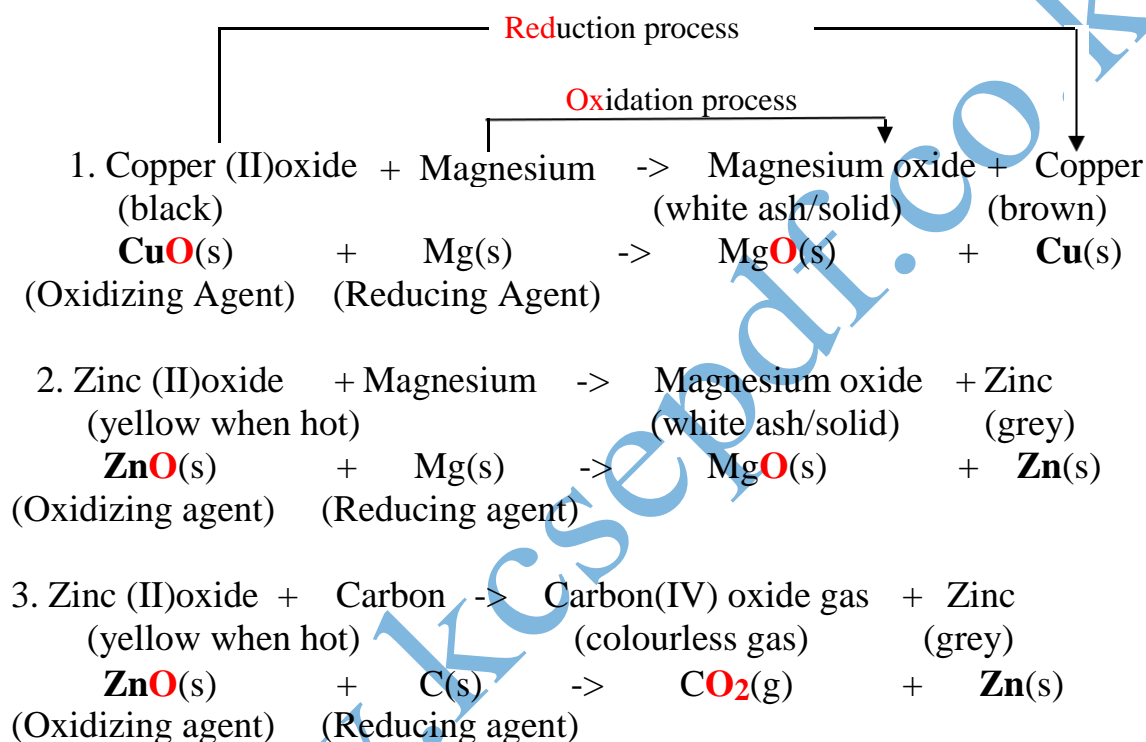 Reduction process
Oxidation process
1. Copper (II)oxide + Magnesium -> Magnesium oxide + Copper
(black) (white ash/solid) (brown)
CuO(s) + Mg(s) -> MgO(s) + Cu(s)
(Oxidizing Agent) (Reducing Agent)
2. Zinc (II)oxide + Magnesium -> Magnesium oxide + Zinc
(yellow when hot) (white ash/solid) (grey)
ZnO(s) + Mg(s) -> MgO(s) + Zn(s)
(Oxidizing agent) (Reducing agent)
3. Zinc (II)oxide + Carbon -> Carbon(IV) oxide gas + Zinc
(yellow when hot) (colourless gas) (grey)
ZnO(s) + C(s) -> CO2(g) + Zn(s)
(Oxidizing agent) (Reducing agent)
.kcsepdf.co.k